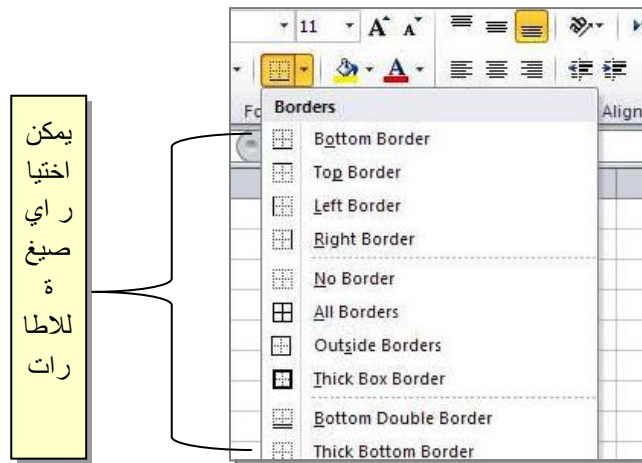 11
Borders
Align
Bottom Border
Top Border
Left Border
Right Border
No Border
All Borders
Outside Borders
Thick Box Border
Bottom Double Border
Thick Bottom Border
يمكن
اختيا
ر اي
صيغ
ة
للاطا
رات